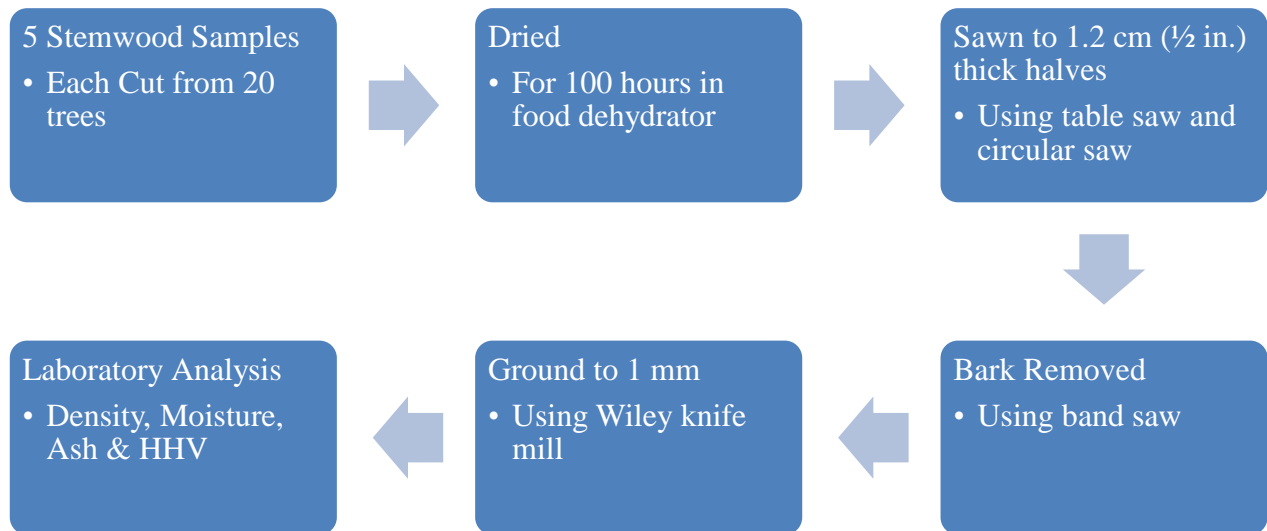 5 Stemwood Samples
• Each Cut from 20
trees
Dried
• For 100 hours in
food dehydrator
Sawn to 1.2 cm (½ in.)
thick halves
• Using table saw and
circular saw
Bark Removed
• Using band saw
Ground to 1 mm
• Using Wiley knife
mill
Laboratory Analysis
• Density, Moisture,
Ash & HHV